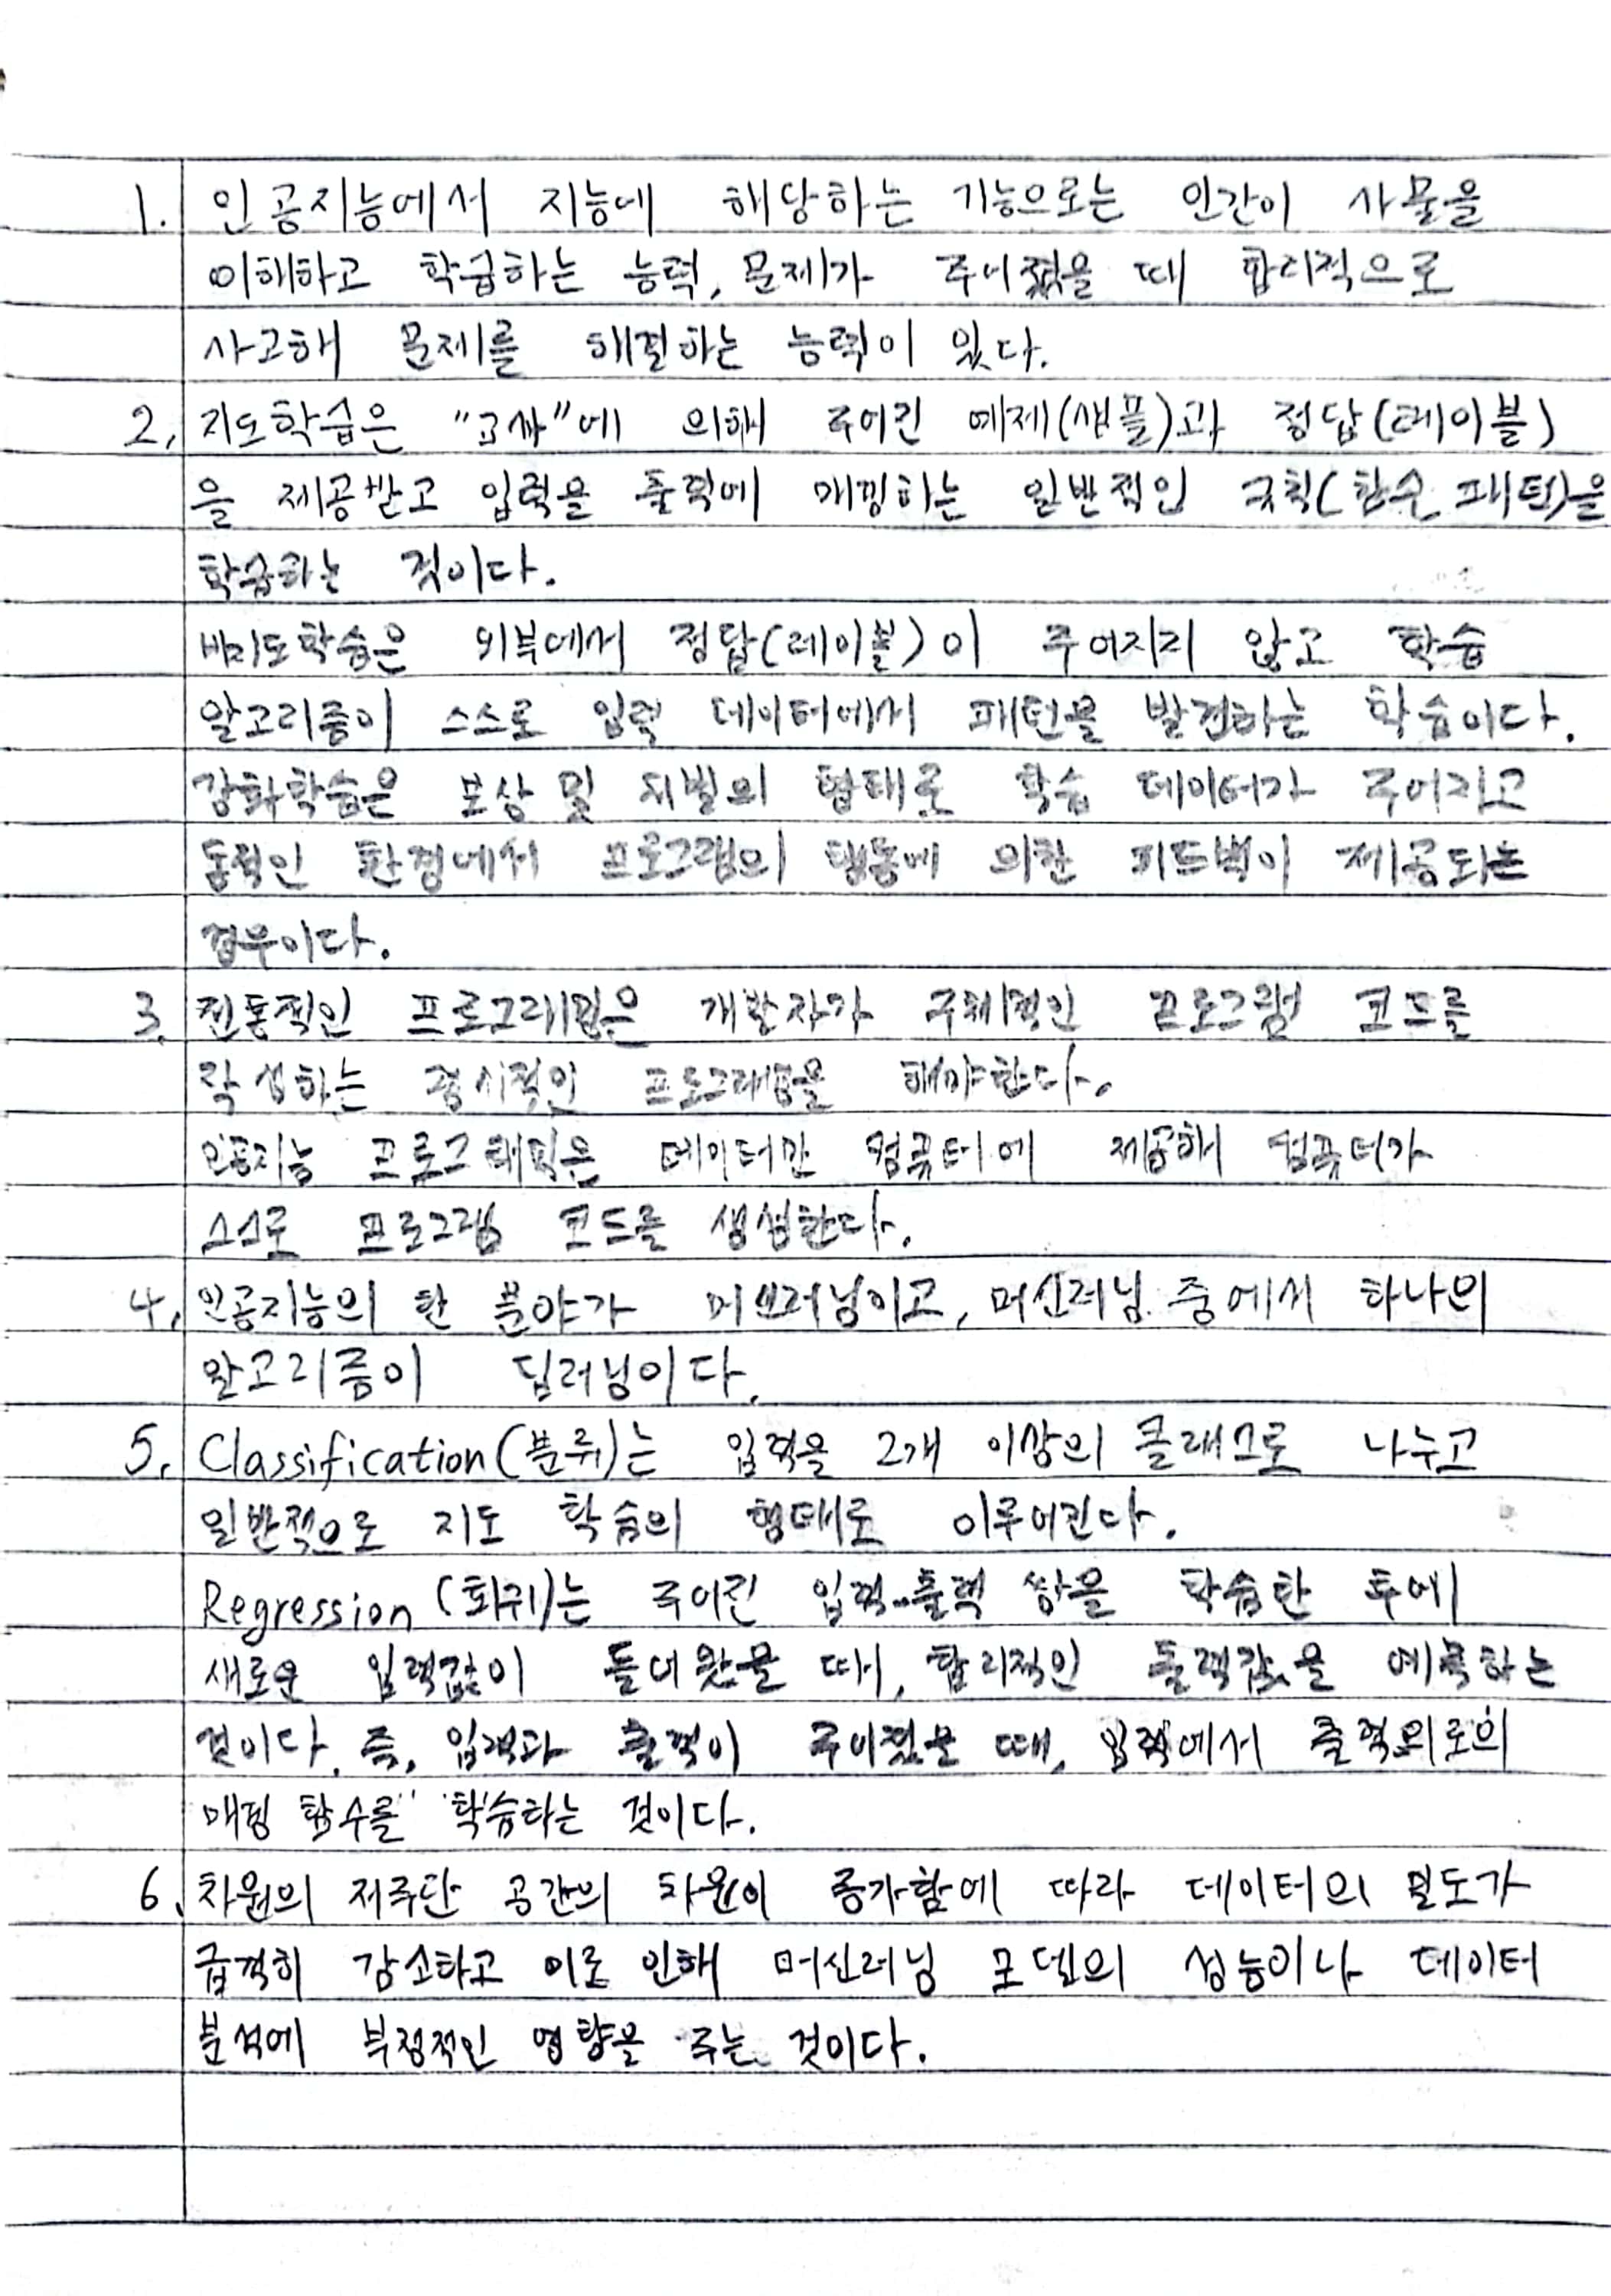 1. 인공지능에서 지능에 해당하는 기능으로는 인간이 사물을
이해하고 학습하는 능력, 문제가 주어졌을 때 합리적으로
사고해 문제를 해결하는 능력이 있다.
2. 지도학습은 "교사"에 의해 주어진 예제(샘플)과 정답(레이블)
을 제공받고 입력을 출력에 매핑하는 일반적인 규칙(함수, 패턴)을
학습하는 것이다.
비지도학습은 외부에서 정답(레이블)이 주어지지 않고 학습
알고리즘이 스스로 입력 데이터에서 패턴을 발견하는 학습이다.
강화학습은 보상 및 처벌의 형태로 학습 데이터가 주어지고
동적인 환경에서 프로그램의 행동에 의한 피드백이 제공되는
경우이다.
3. 전통적인 프로그래밍은 개발자가 구체적인 프로그램 코드를
작성하는 명시적인 프로그래밍을 해야한다.
인공지능 프로그래밍은 데이터만 컴퓨터에 제공해 컴퓨터가
스스로 프로그램 코드를 생성한다.
4. 인공지능의 한 분야가 머신러닝이고, 머신러닝 중에서 하나의
알고리즘이 딥러닝이다.
5. Classification(분류)는 입력을 2개 이상의 클래스로 나누고
일반적으로 지도 학습의 형태로 이루어진다.
Regression (회귀)는 주어진 입력-출력 쌍을 학습한 후에
새로운 입력값이 들어왔을 때, 합리적인 출력값을 예측하는
것이다. 즉, 입력과 출력이 주어졌을 때, 입력에서 출력으로의
매핑 함수를 학습하는 것이다.
6. 차원의 저주란 공간의 차원이 증가함에 따라 데이터의 밀도가
급격히 감소하고 이로 인해 머신러닝 모델의 성능이나 데이터
분석에 부정적인 영향을 주는 것이다.